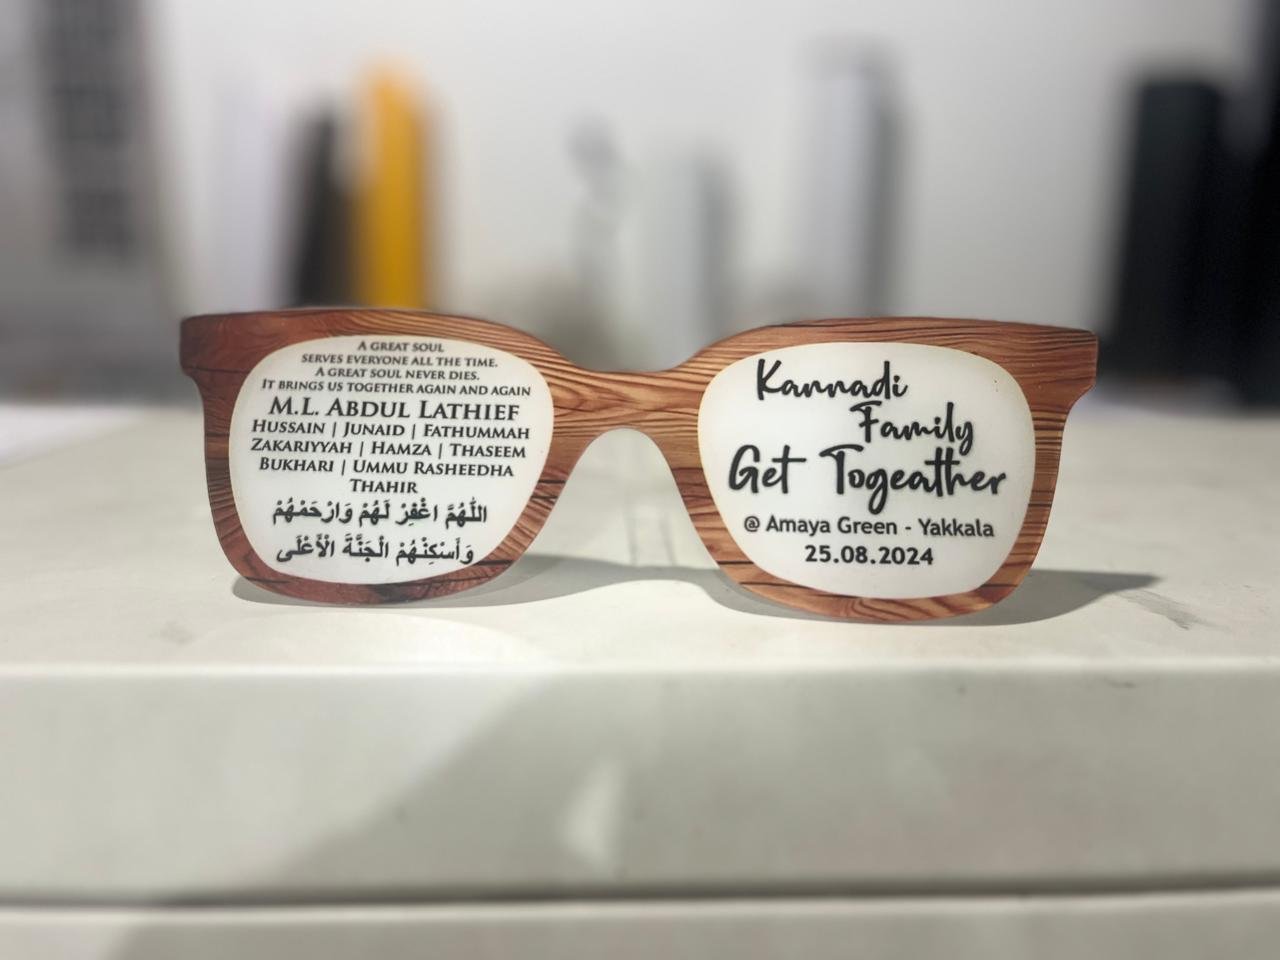 A GREAT SOUL
SERVES EVERYONE ALL THE TIME.
A GREAT SOUL NEVER DIES.
IT BRINGS US TOGETHER AGAIN AND AGAIN
M.L. ABDUL LATHIEF
HUSSAIN | JUNAID | FATHUMMAH
ZAKARIYYAH | HAMZA | THASEEM
BUKHARI | UMMU RASHEEDHA
THAHIR
اللّٰهُمَّ اغْفِرْ لَهُمْ وَارْحَمْهُمْ
وَأَسْكِنْهُمْ الْجَنَّةَ الْأَعْلَى
Kannadi
Family
Get Togeather
@ Amaya Green - Yakkala
25.08.2024